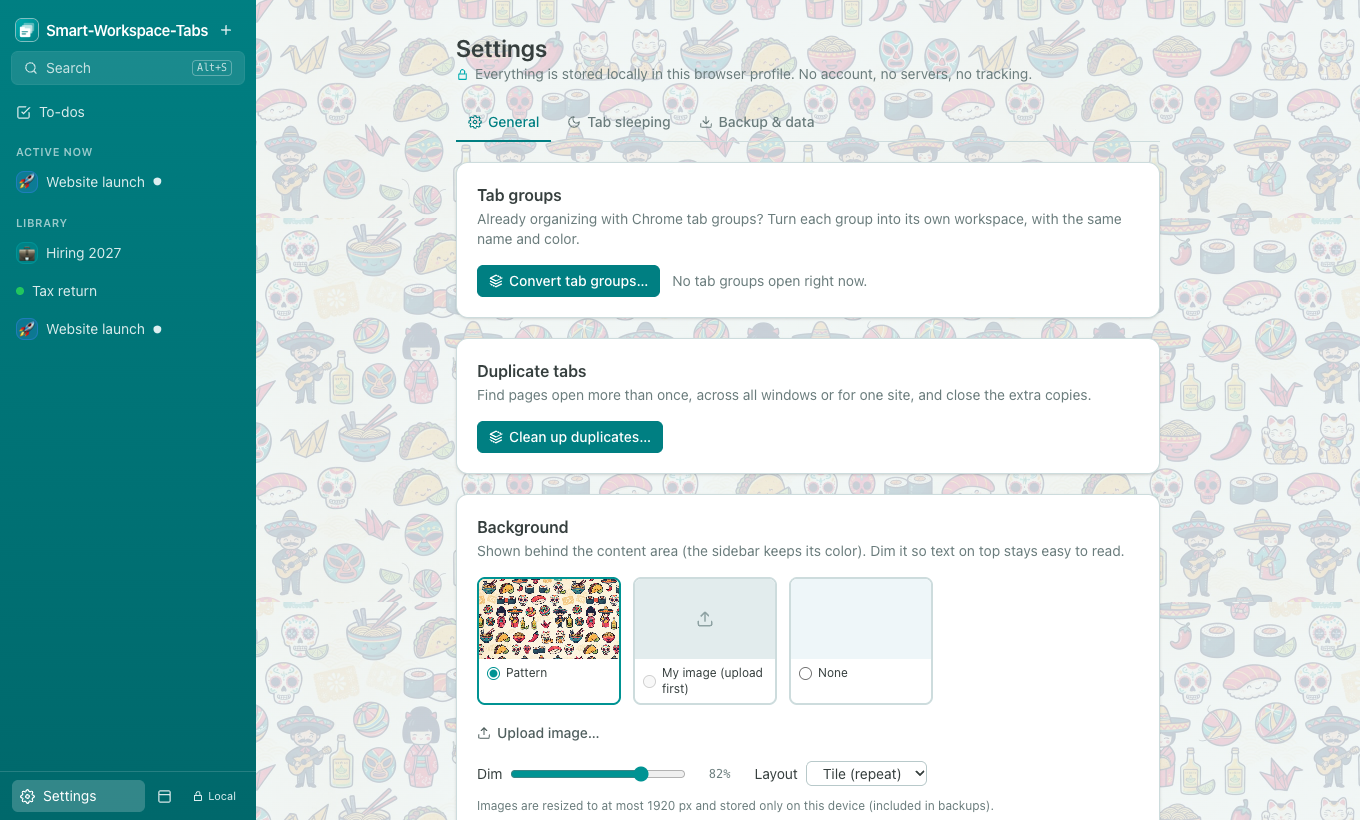 Smart-Workspace-Tabs
Search
Alt+S
To-dos
ACTIVE NOW
Website launch
LIBRARY
Hiring 2027
Tax return
Website launch
Settings
Local
Settings
Everything is stored locally in this browser profile. No account, no servers, no tracking.
General
Tab sleeping
Backup & data
Tab groups
Already organizing with Chrome tab groups? Turn each group into its own workspace, with the same
name and color.
Convert tab groups...
No tab groups open right now.
Duplicate tabs
Find pages open more than once, across all windows or for one site, and close the extra copies.
Clean up duplicates...
Background
Shown behind the content area (the sidebar keeps its color). Dim it so text on top stays easy to read.
Pattern
My image (upload
first)
None
Upload image...
Dim
82%
Layout
Tile (repeat)
Images are resized to at most 1920 px and stored only on this device (included in backups).